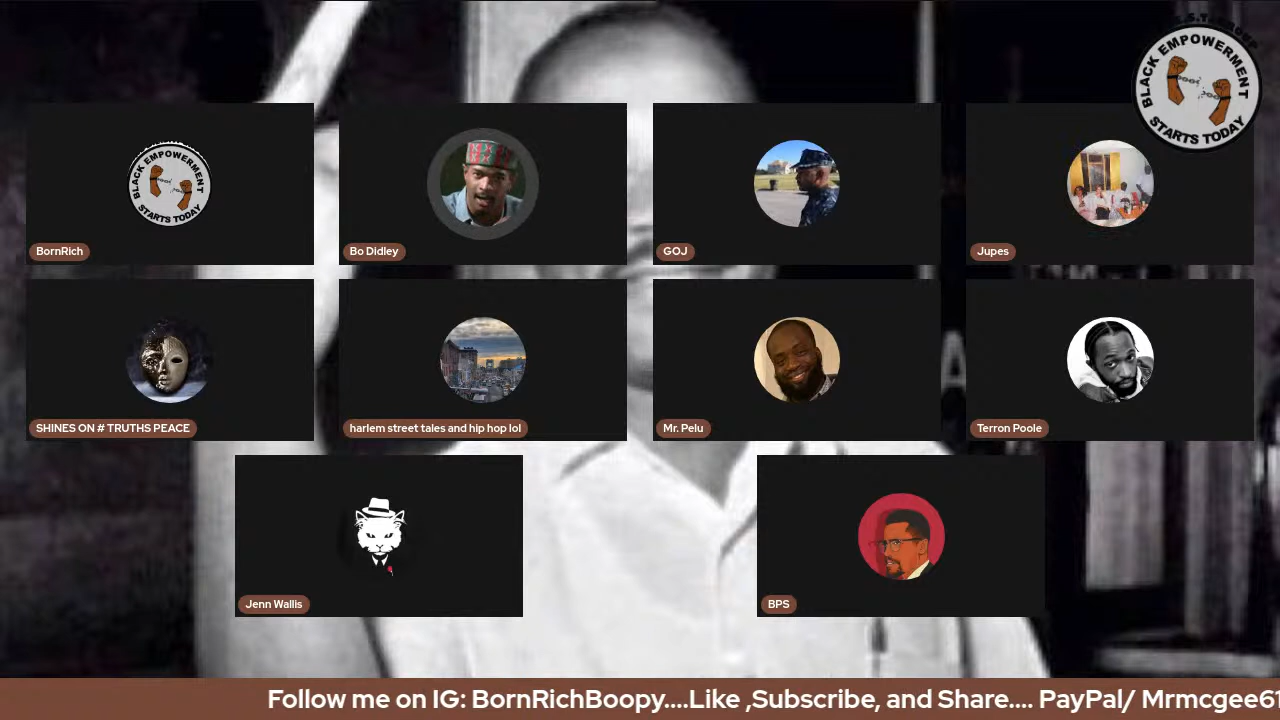 BLACK EMPOWERMENT
STARTS TODAY
BLACK EMPOWERMENT
STARTS TODAY
BornRich
Bo Didley
GOJ
Jupes
SHINES ON # TRUTHS PEACE
harlem street tales and hip hop lol
Mr. Pelu
Terron Poole
Jenn Wallis
BPS
Follow me on IG: BornRichBoopy....Like ,Subscribe, and Share.... PayPal/ Mrmcgee61